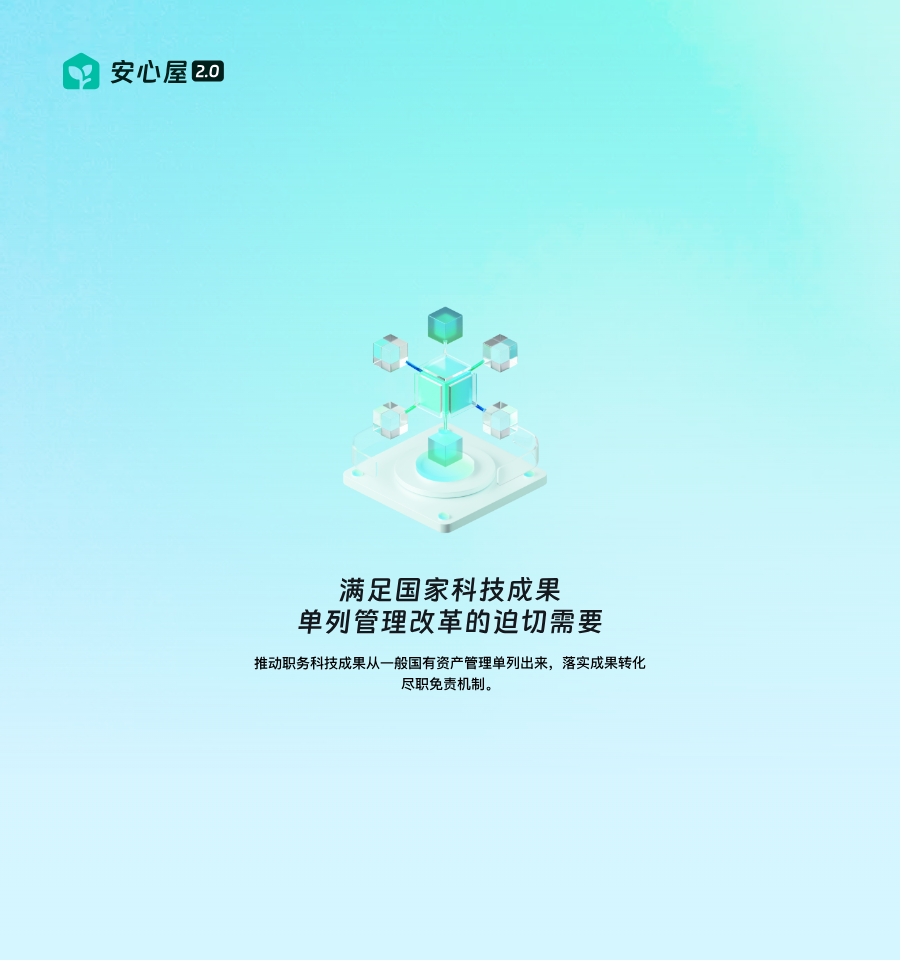 安心屋2.0
满足国家科技成果
单列管理改革的迫切需要
推动职务科技成果从一般国有资产管理单列出来，落实成果转化
尽职免责机制。